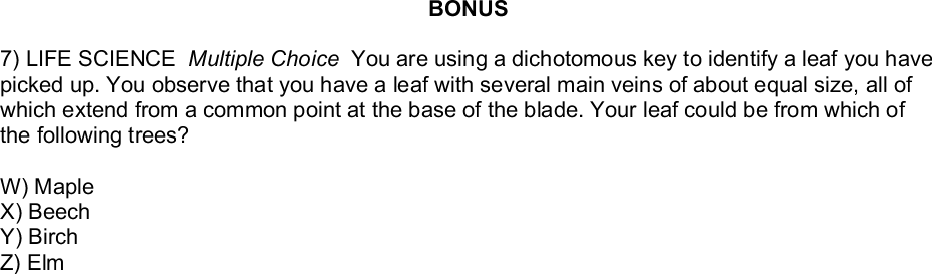 BONUS
7) LIFE SCIENCE Multiple Choice You are using a dichotomous key to identify a leaf you have
picked up. You observe that you have a leaf with several main veins of about equal size, all of
which extend from a common point at the base of the blade. Your leaf could be from which of
the following trees?
W) Maple
X) Beech
Y) Birch
Z) Elm